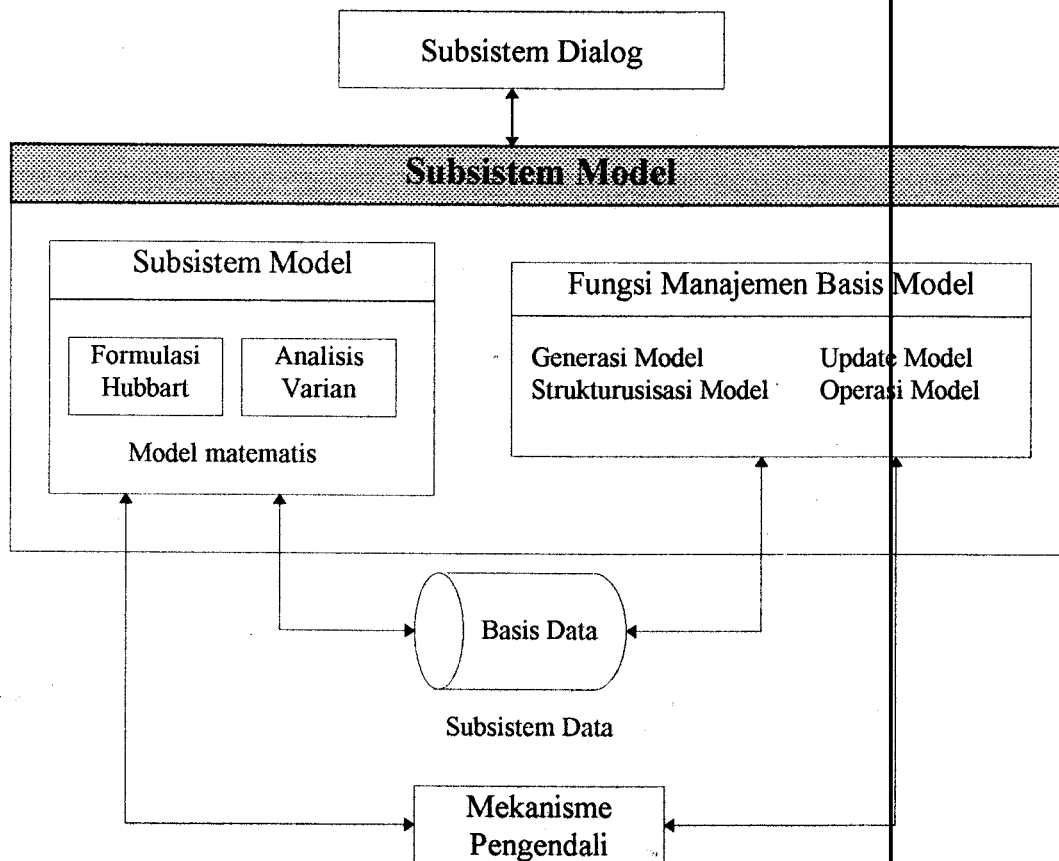 Subsistem Dialog
Subsistem Model
Subsistem Model
Formulasi
Hubbart
Analisis
Varian
Model matematis
Fungsi Manajemen Basis Model
Generasi Model
Update Model
Strukturusisasi Model
Operasi Model
Basis Data
Subsistem Data
Mekanisme
Pengendali